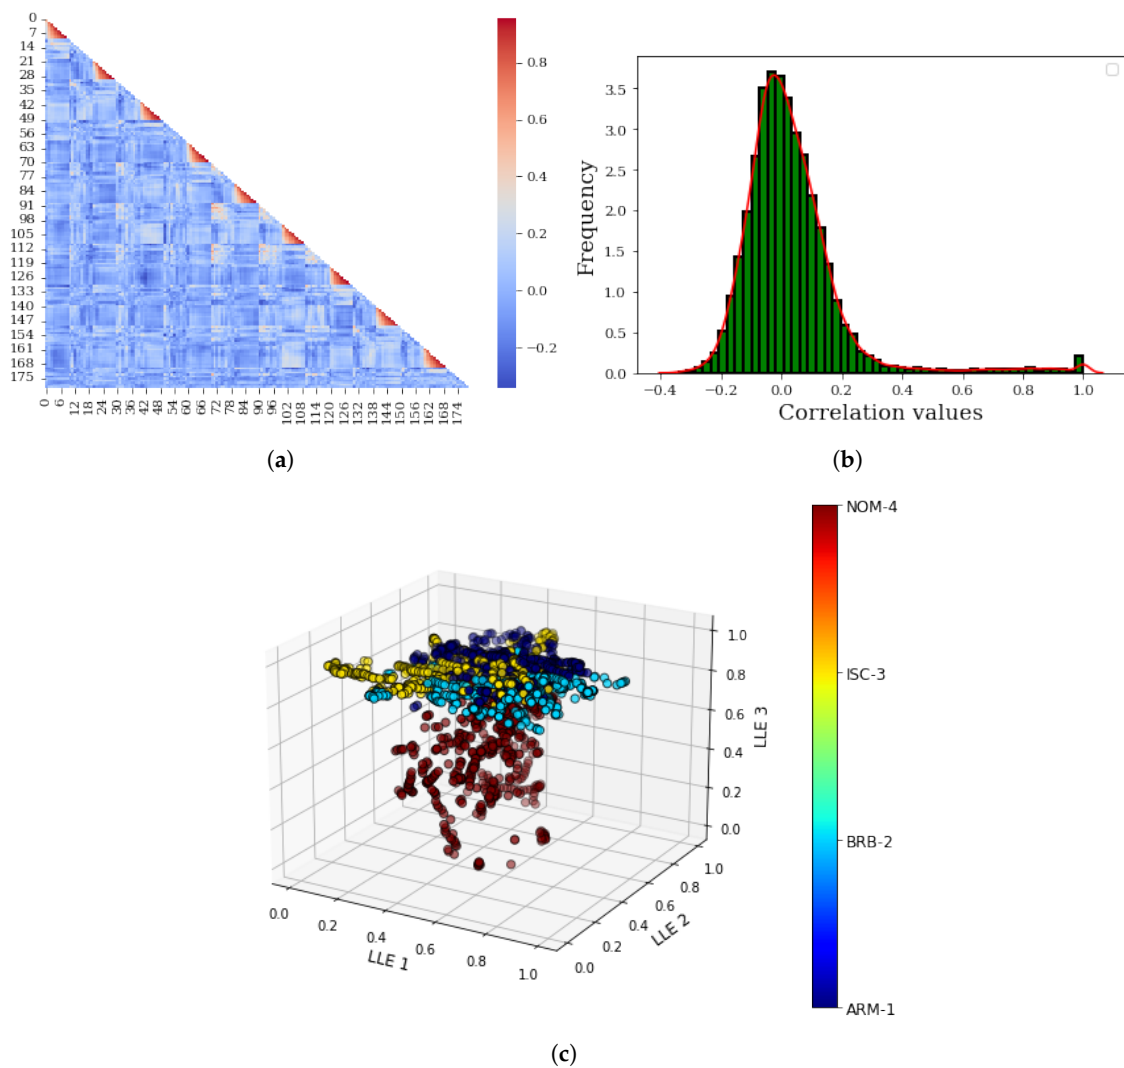 0
7
14
21
28
35
42
49
56
63
70
77
84
91
98
105
112
119
126
133
140
147
154
161
168
175
0 6 12 18 24 30 36 42 48 54 60 66 72 78 84 90 96 102 108 114 120 126 132 138 144 150 156 162 168 174
0.8
0.6
0.4
0.2
0.0
−0.2
(a)
Frequency
3.5
3.0
2.5
2.0
1.5
1.0
0.5
0.0
−0.4 −0.2 0.0 0.2 0.4 0.6 0.8 1.0
Correlation values
(b)
NOM-4
ISC-3
BRB-2
ARM-1
1.0
0.8
0.6
0.4
0.2
0.0
LLE 3
0.0 0.2 0.4 0.6 0.8 1.0
LLE 1
0.0 0.2 0.4 0.6 0.8 1.0
LLE 2
(c)